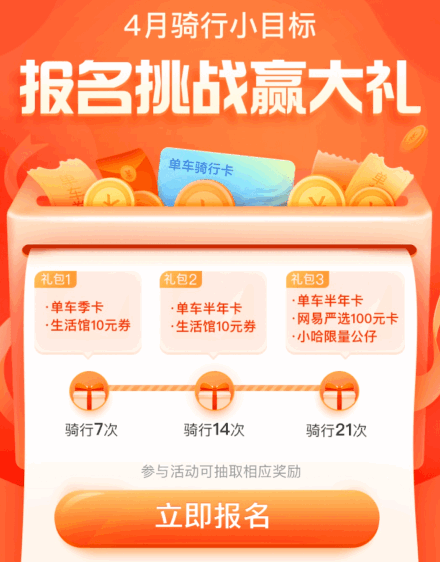 4月骑行小目标
报名挑战赢大礼
单车骑行卡
单车
礼包1
·单车季卡
·生活馆10元券
礼包2
·单车半年卡
·生活馆10元券
礼包3
·单车半年卡
·网易严选100元卡
·小哈限量公仔
骑行7次
骑行14次
骑行21次
参与活动可抽取相应奖励
立即报名